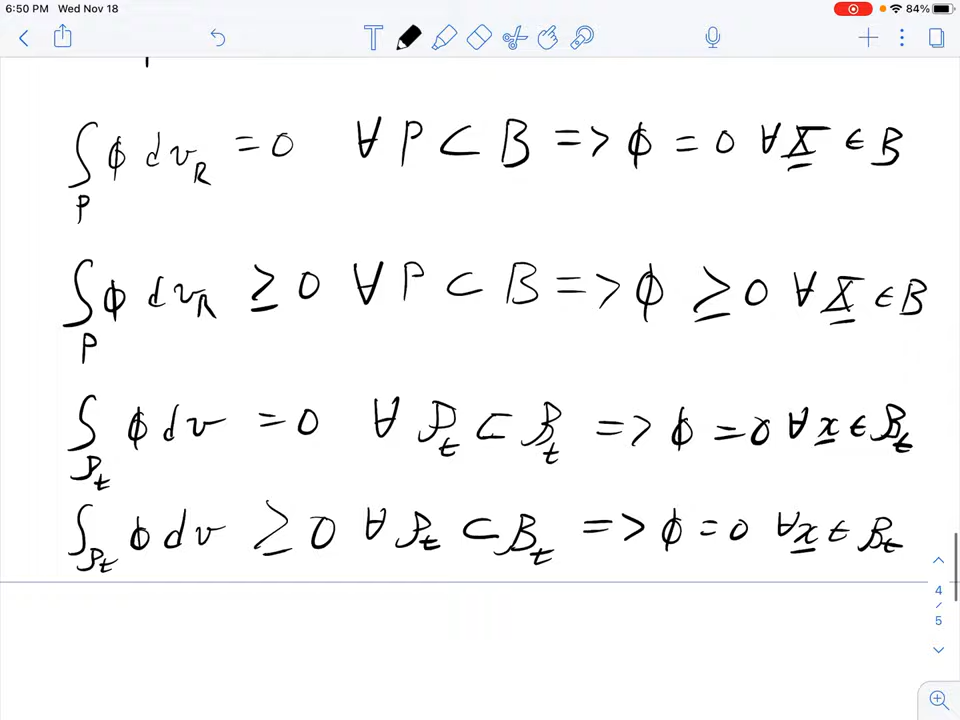 6:50 PM Wed Nov 18 84%
∫_P ϕ dv_R = 0 ∀ P ⊂ B => ϕ = 0 ∀ X ∈ B
∫_P ϕ dv_R ≥ 0 ∀ P ⊂ B => ϕ ≥ 0 ∀ X ∈ B
∫_{P_t} ϕ dv = 0 ∀ P_t ⊂ B_t => ϕ = 0 ∀ x ∈ B_t
∫_{P_t} ϕ dv ≥ 0 ∀ P_t ⊂ B_t => ϕ = 0 ∀ x ∈ B_t
4
/
5